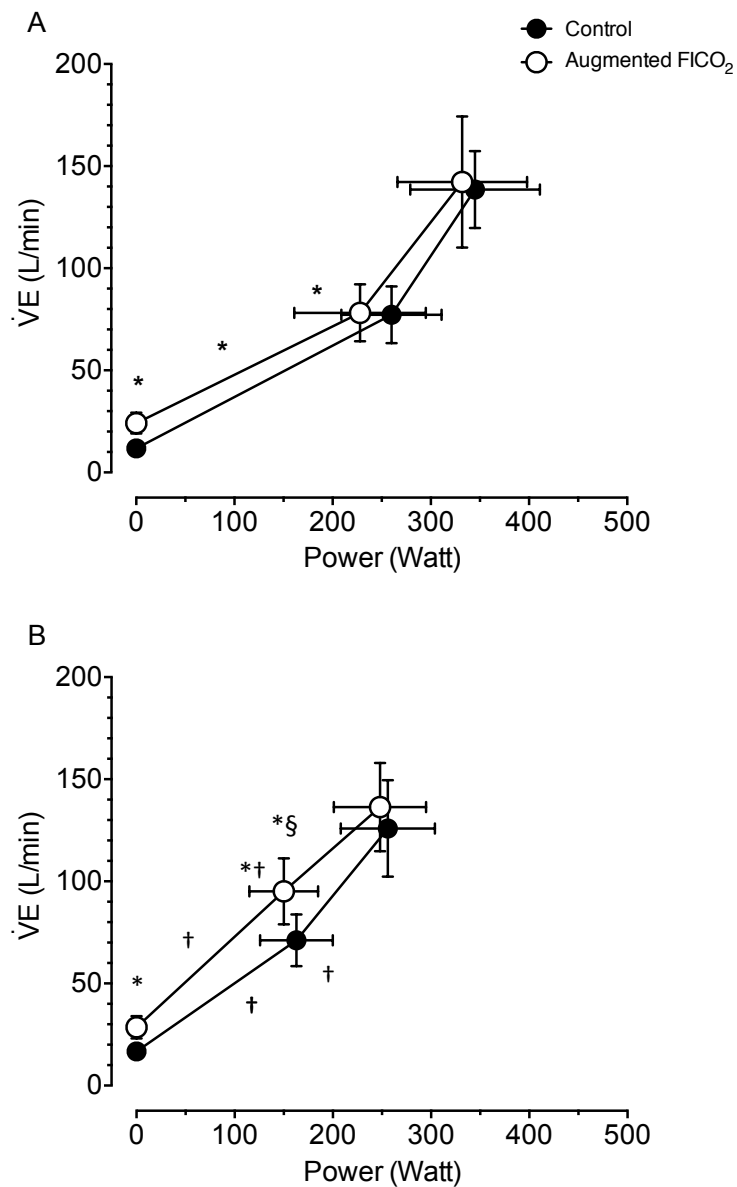 A
Control
Augmented FICO₂
200
150
100
50
0
V̇E (L/min)
*
*
*
0 100 200 300 400 500
Power (Watt)
B
200
150
100
50
0
V̇E (L/min)
*§
*†
†
*
†
†
0 100 200 300 400 500
Power (Watt)